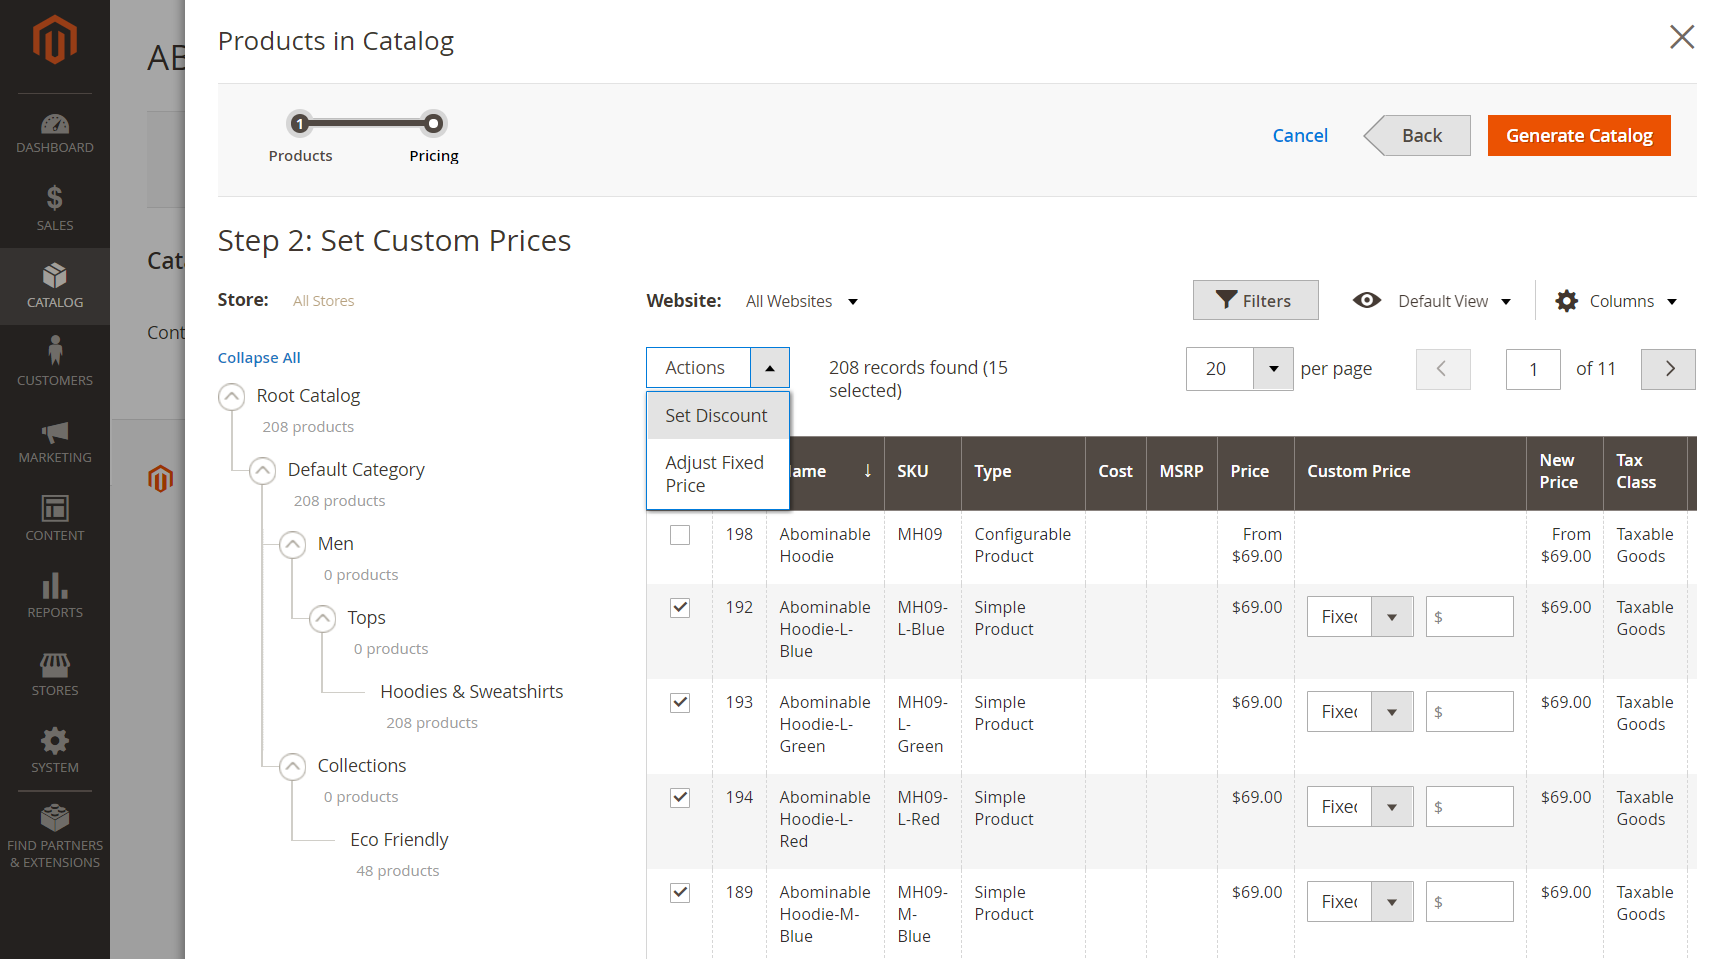 DASHBOARD
SALES
CATALOG
CUSTOMERS
MARKETING
CONTENT
REPORTS
STORES
SYSTEM
FIND PARTNERS
& EXTENSIONS
AB
Cata
Cont
Products in Catalog
1
Products
Pricing
Cancel
Back
Generate Catalog
Step 2: Set Custom Prices
Store: All Stores
Collapse All
Root Catalog
208 products
Default Category
208 products
Men
0 products
Tops
0 products
Hoodies & Sweatshirts
208 products
Collections
0 products
Eco Friendly
48 products
Website: All Websites
Filters
Default View
Columns
Actions
Set Discount
Adjust Fixed
Price
208 records found (15
selected)
20 per page
1 of 11
ame ↓ SKU Type Cost MSRP Price Custom Price New Tax
Price Class
198 Abominable MH09 Configurable From From Taxable
Hoodie Product $69.00 $69.00 Goods
192 Abominable MH09- Simple $69.00 Fixed $ $69.00 Taxable
Hoodie-L- L-Blue Product Goods
Blue
193 Abominable MH09- Simple $69.00 Fixed $ $69.00 Taxable
Hoodie-L- L- Product Goods
Green Green
194 Abominable MH09- Simple $69.00 Fixed $ $69.00 Taxable
Hoodie-L- L-Red Product Goods
Red
189 Abominable MH09- Simple $69.00 Fixed $ $69.00 Taxable
Hoodie-M- M- Product Goods
Blue Blue